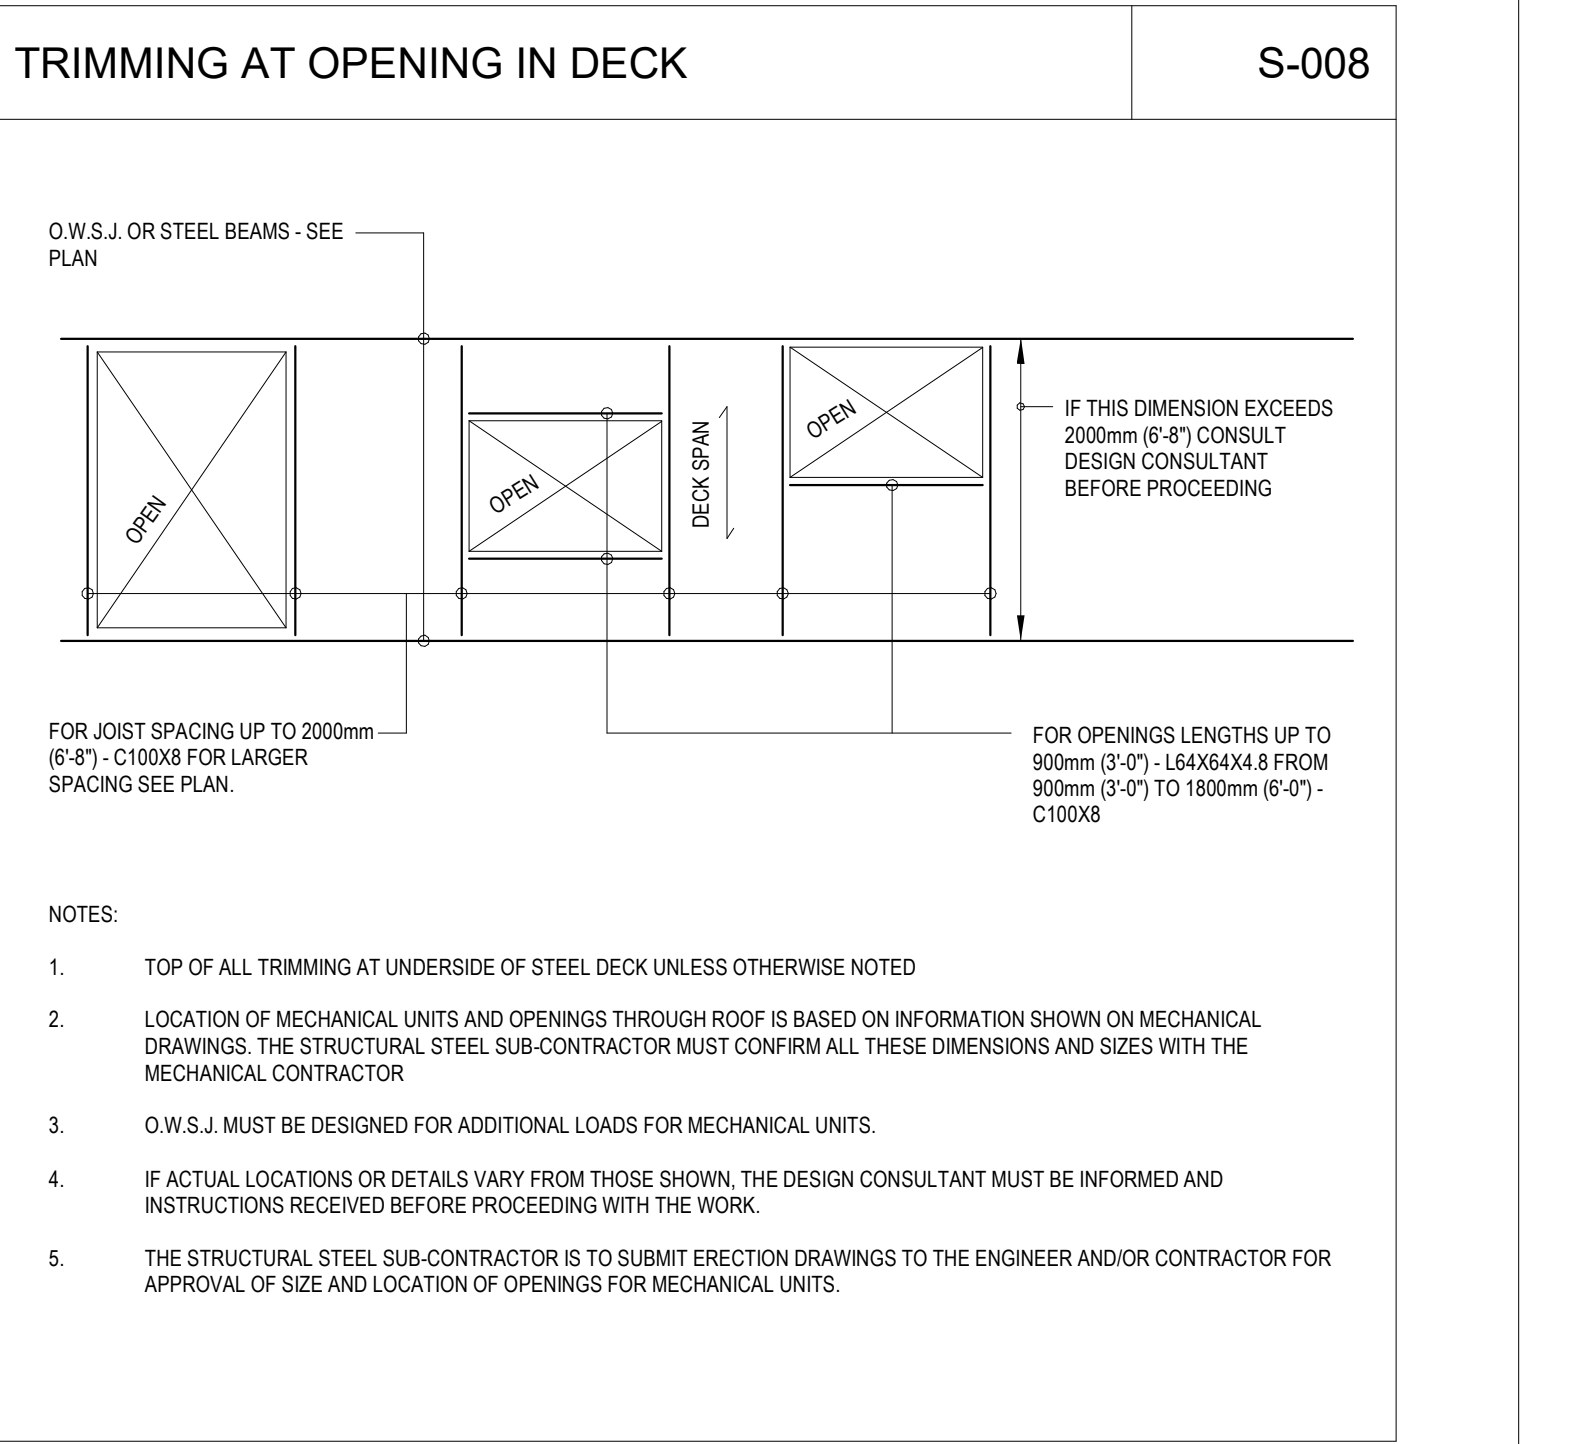 TRIMMING AT OPENING IN DECK
S-008
O.W.S.J. OR STEEL BEAMS - SEE
PLAN
OPEN
OPEN
DECK SPAN
OPEN
IF THIS DIMENSION EXCEEDS
2000mm (6'-8") CONSULT
DESIGN CONSULTANT
BEFORE PROCEEDING
FOR JOIST SPACING UP TO 2000mm
(6'-8") - C100X8 FOR LARGER
SPACING SEE PLAN.
FOR OPENINGS LENGTHS UP TO
900mm (3'-0") - L64X64X4.8 FROM
900mm (3'-0") TO 1800mm (6'-0") -
C100X8
NOTES:
1. TOP OF ALL TRIMMING AT UNDERSIDE OF STEEL DECK UNLESS OTHERWISE NOTED
2. LOCATION OF MECHANICAL UNITS AND OPENINGS THROUGH ROOF IS BASED ON INFORMATION SHOWN ON MECHANICAL
DRAWINGS. THE STRUCTURAL STEEL SUB-CONTRACTOR MUST CONFIRM ALL THESE DIMENSIONS AND SIZES WITH THE
MECHANICAL CONTRACTOR
3. O.W.S.J. MUST BE DESIGNED FOR ADDITIONAL LOADS FOR MECHANICAL UNITS.
4. IF ACTUAL LOCATIONS OR DETAILS VARY FROM THOSE SHOWN, THE DESIGN CONSULTANT MUST BE INFORMED AND
INSTRUCTIONS RECEIVED BEFORE PROCEEDING WITH THE WORK.
5. THE STRUCTURAL STEEL SUB-CONTRACTOR IS TO SUBMIT ERECTION DRAWINGS TO THE ENGINEER AND/OR CONTRACTOR FOR
APPROVAL OF SIZE AND LOCATION OF OPENINGS FOR MECHANICAL UNITS.